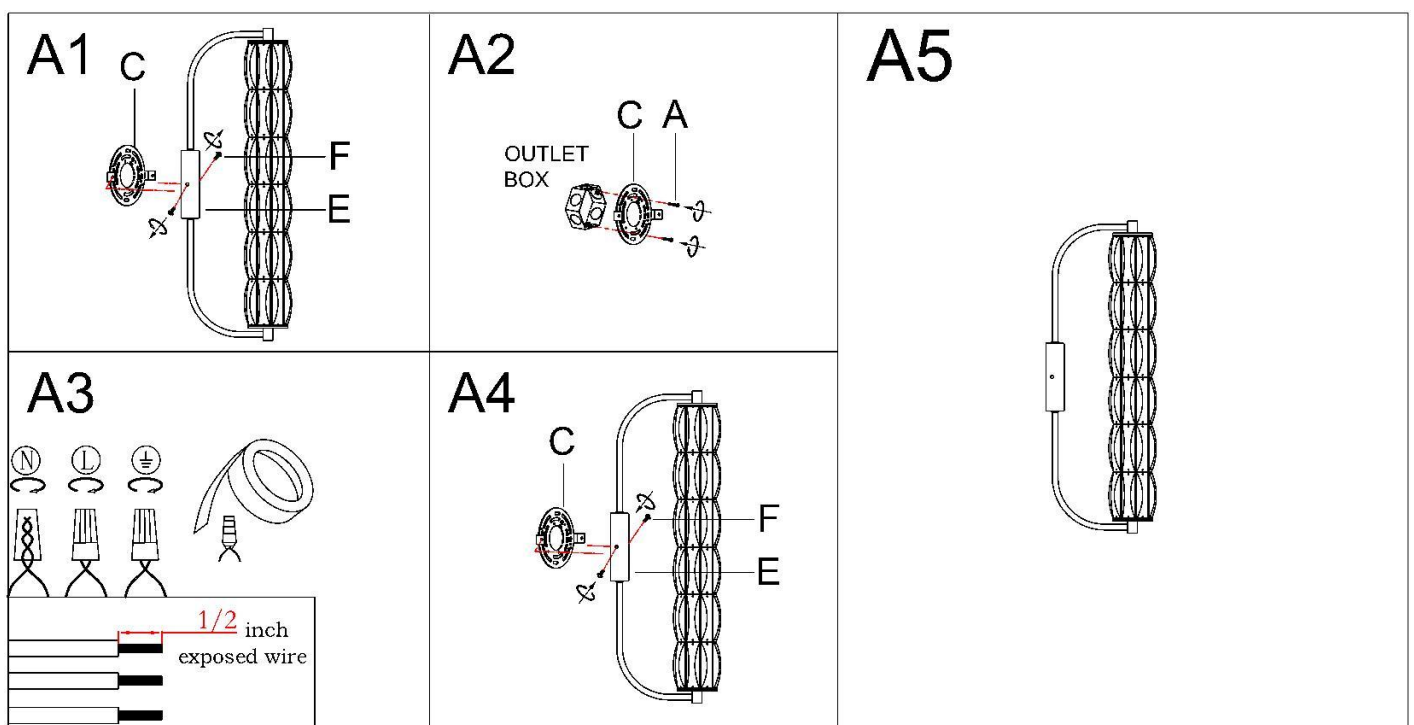 A1
C
F
E
A2
C A
OUTLET
BOX
A3
N L
1/2 inch
exposed wire
A4
C
F
E
A5